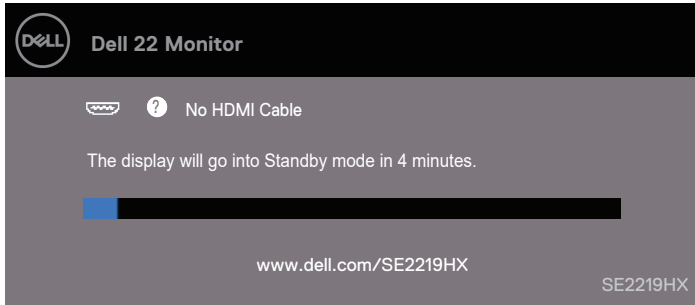 DELL
Dell 22 Monitor
? No HDMI Cable
The display will go into Standby mode in 4 minutes.
www.dell.com/SE2219HX
SE2219HX